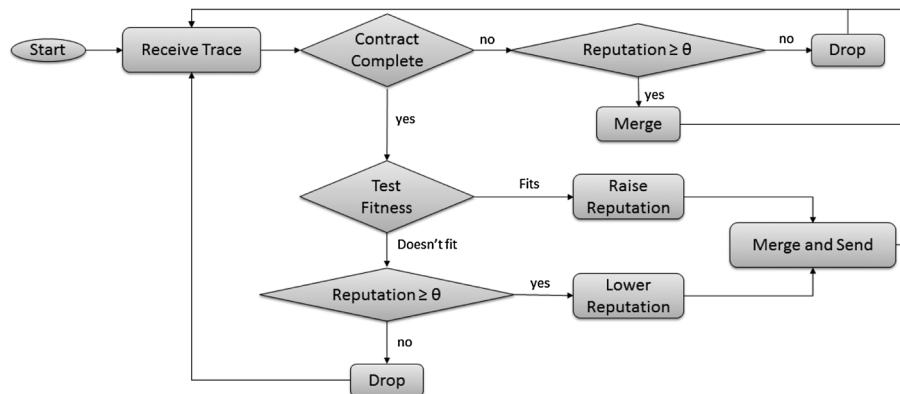 Start
Receive Trace
Contract
Complete
no
Reputation ≥ θ
no
Drop
yes
Merge
yes
Test
Fitness
Fits
Raise
Reputation
Merge and Send
Doesn't fit
Reputation ≥ θ
yes
Lower
Reputation
no
Drop